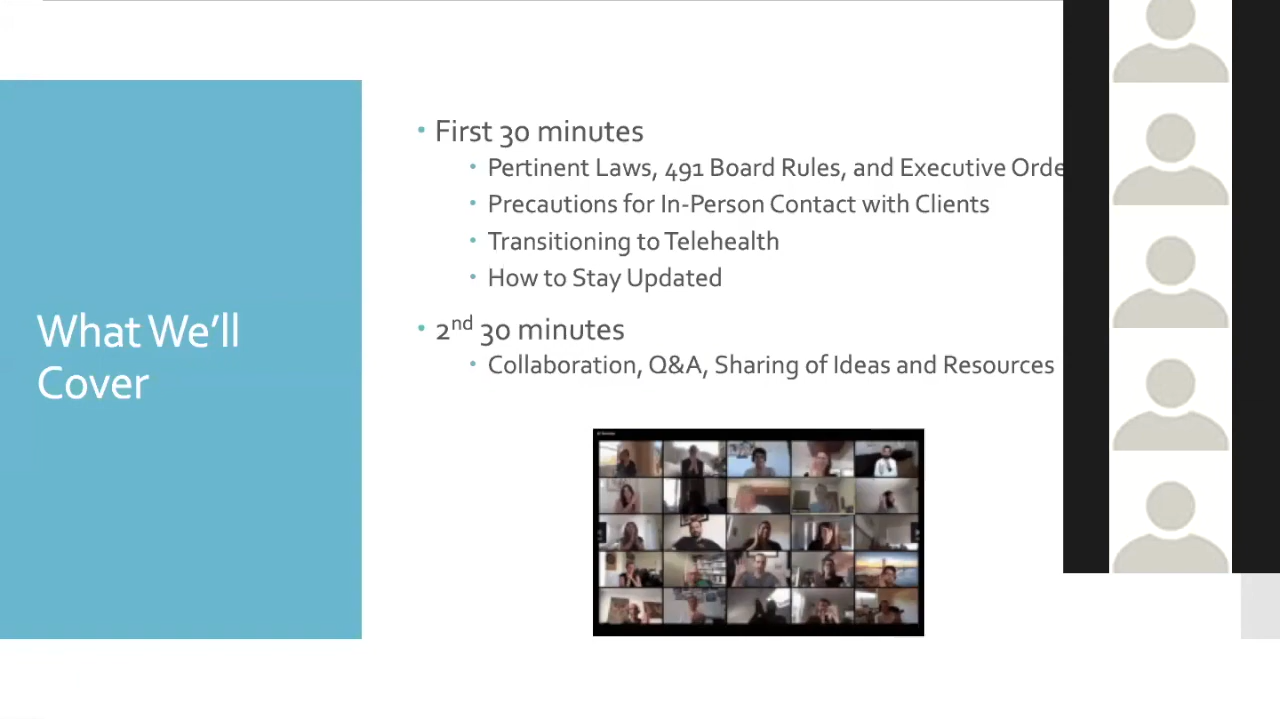 What We'll
Cover
First 30 minutes
Pertinent Laws, 491 Board Rules, and Executive Orde
Precautions for In-Person Contact with Clients
Transitioning to Telehealth
How to Stay Updated
2nd 30 minutes
Collaboration, Q&A, Sharing of Ideas and Resources